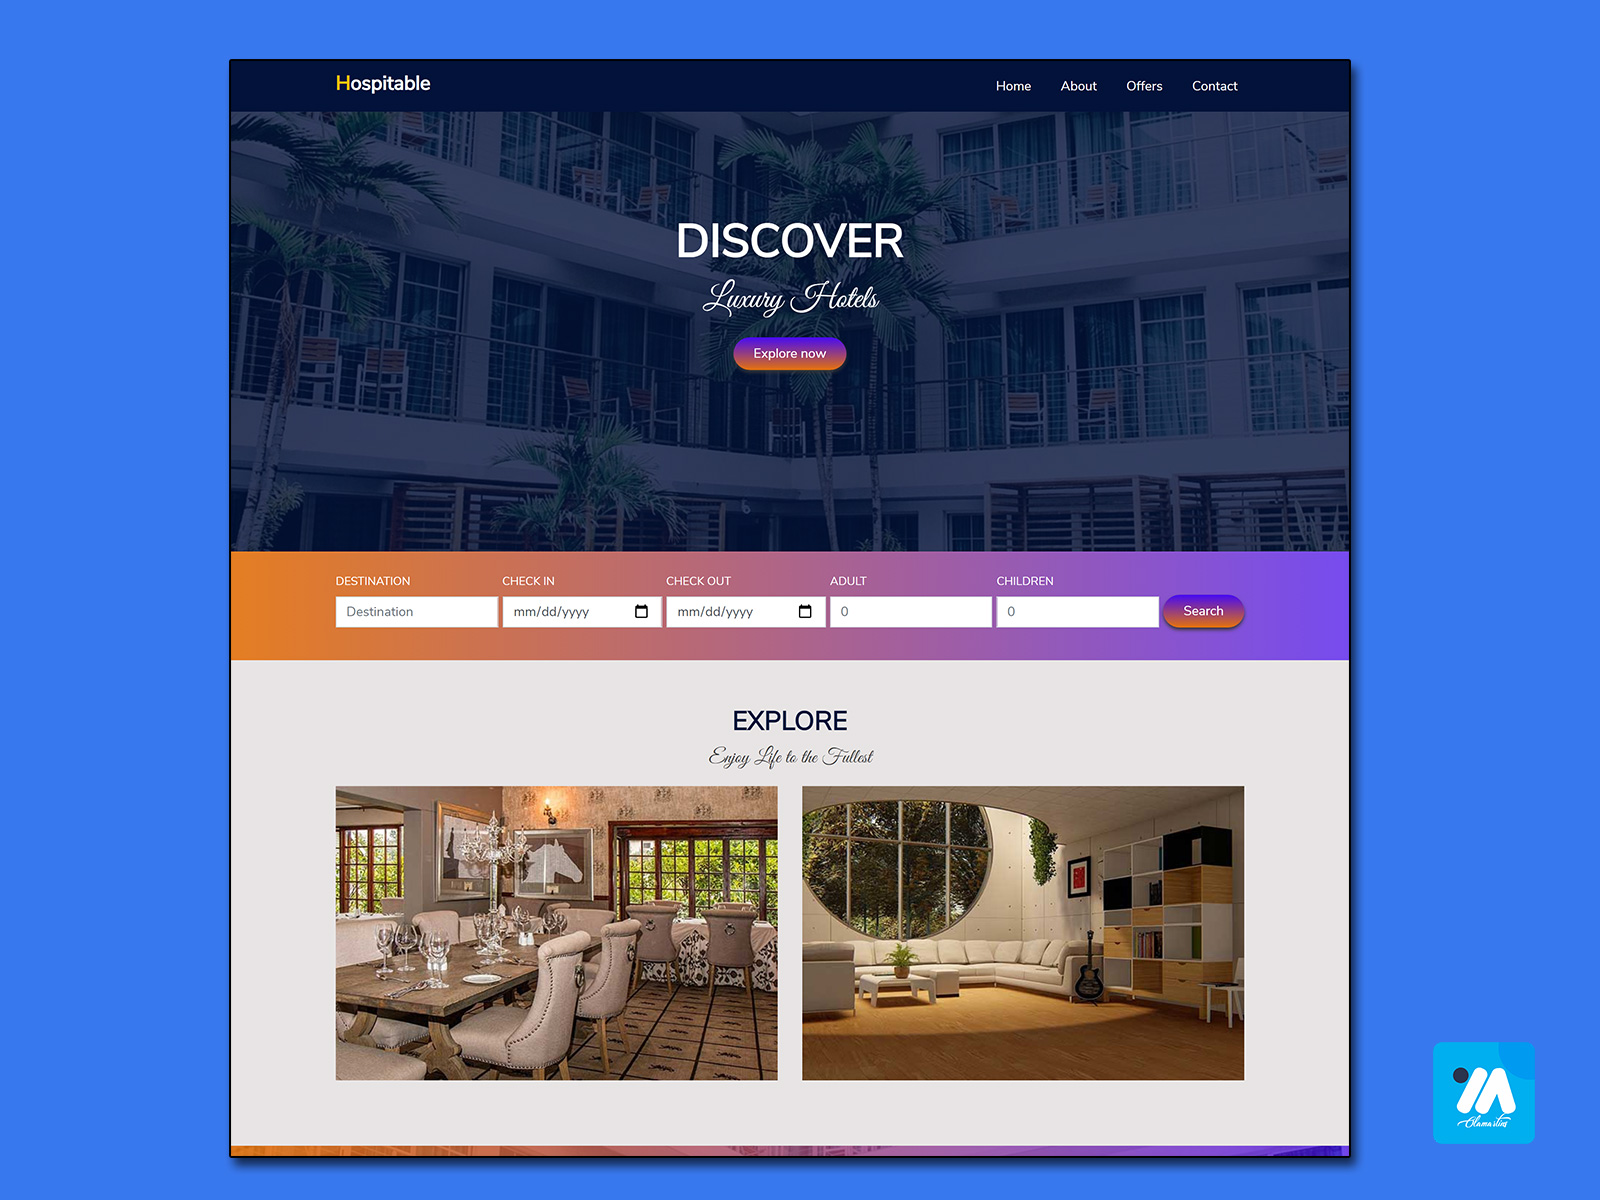 Hospitable
Home About Offers Contact
DISCOVER
Luxury Hotels
Explore now
DESTINATION CHECK IN CHECK OUT ADULT CHILDREN
Destination mm/dd/yyyy mm/dd/yyyy 0 0 Search
EXPLORE
Enjoy Life to the Fullest
Olamartins